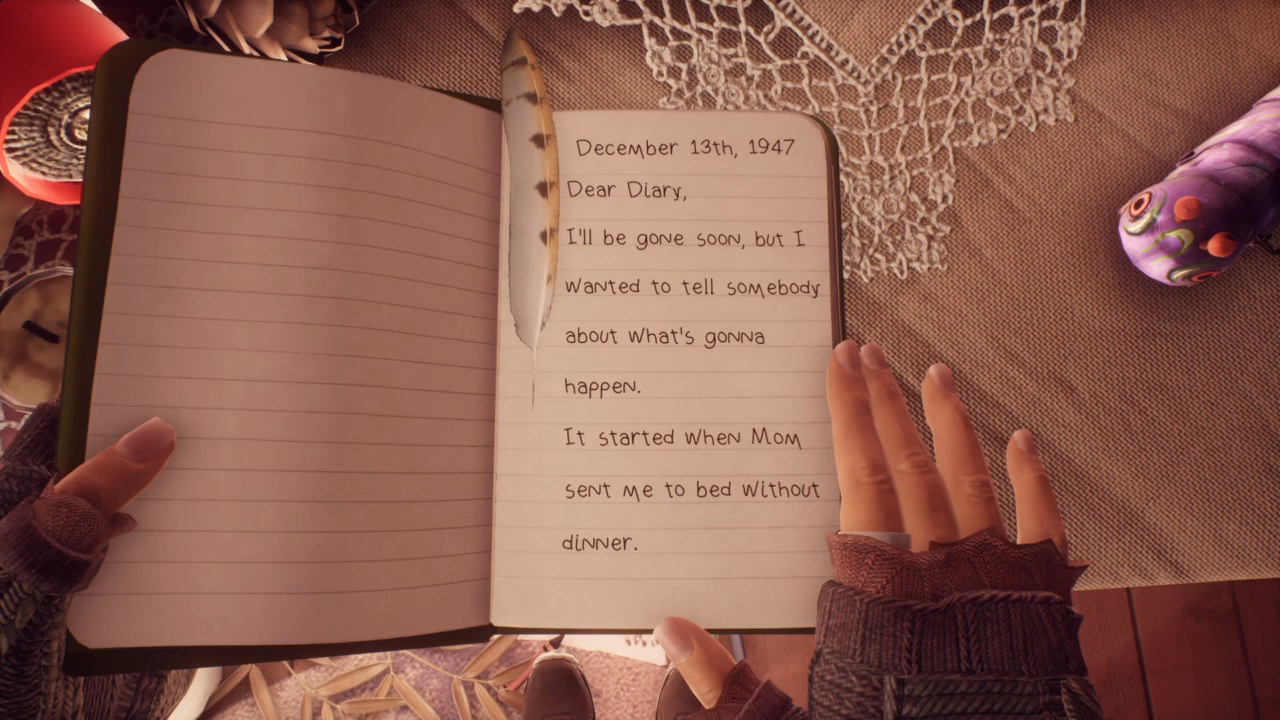 December 13th, 1947
Dear Diary,
I'll be gone soon, but I
wanted to tell somebody
about what's gonna
happen.
It started when Mom
sent me to bed without
dinner.